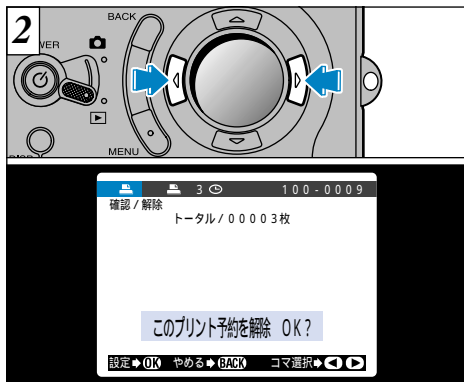 2
BACK
POWER
MENU
DISP
3 100-0009
確認/解除
トータル/00003枚
このプリント予約を解除 OK?
設定➡OK やめる➡BACK コマ選択➡◀ ▶